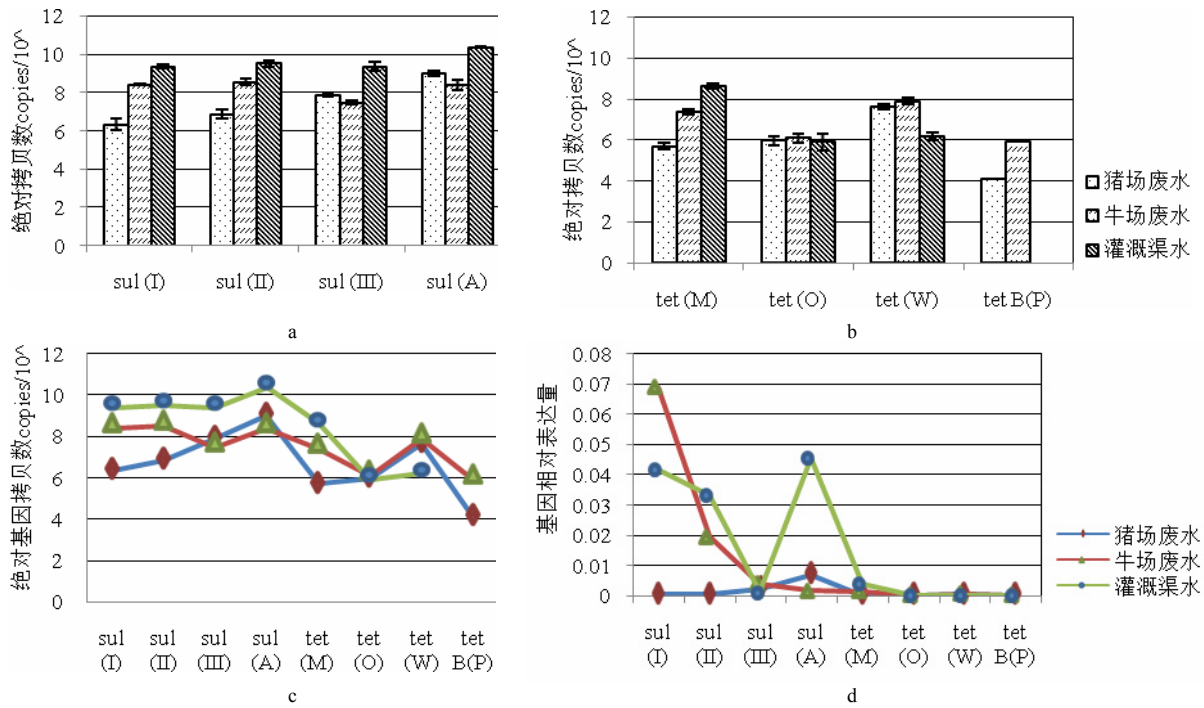 绝对拷贝数copies/10^
12
10
8
6
4
2
0
sul (I) sul (II) sul (III) sul (A)
a
绝对拷贝数copies/10^
12
10
8
6
4
2
0
tet (M) tet (O) tet (W) tet B(P)
猪场废水
牛场废水
灌溉渠水
b
绝对基因拷贝数copies/10^
12
10
8
6
4
2
0
sul sul sul sul tet tet tet tet
(I) (II) (III) (A) (M) (O) (W) B(P)
c
基因相对表达量
0.08
0.07
0.06
0.05
0.04
0.03
0.02
0.01
0
sul sul sul sul tet tet tet tet
(I) (II) (III) (A) (M) (O) (W) B(P)
猪场废水
牛场废水
灌溉渠水
d